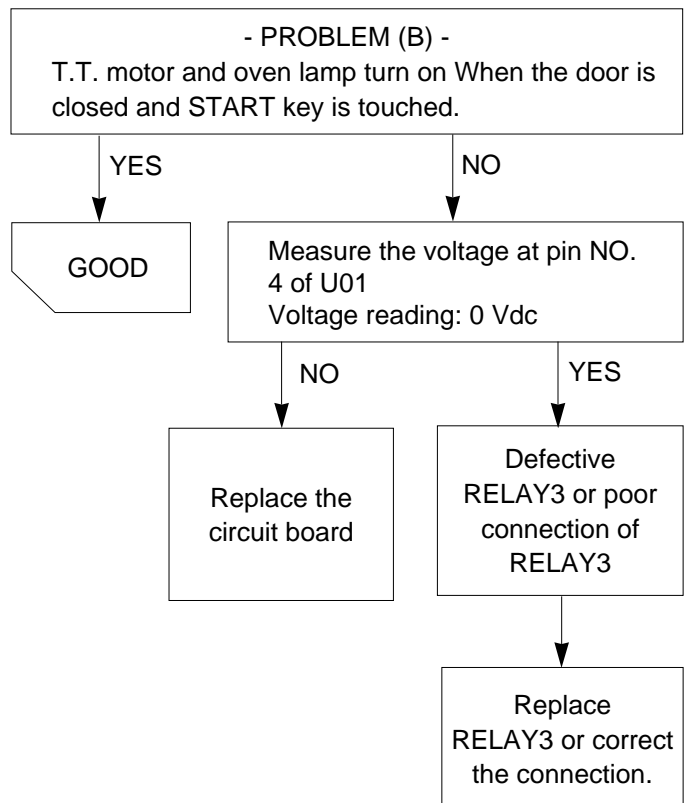 - PROBLEM (B) -
T.T. motor and oven lamp turn on When the door is
closed and START key is touched.
YES
NO
GOOD
Measure the voltage at pin NO.
4 of U01
Voltage reading: 0 Vdc
NO
YES
Replace the
circuit board
Defective
RELAY3 or poor
connection of
RELAY3
Replace
RELAY3 or correct
the connection.